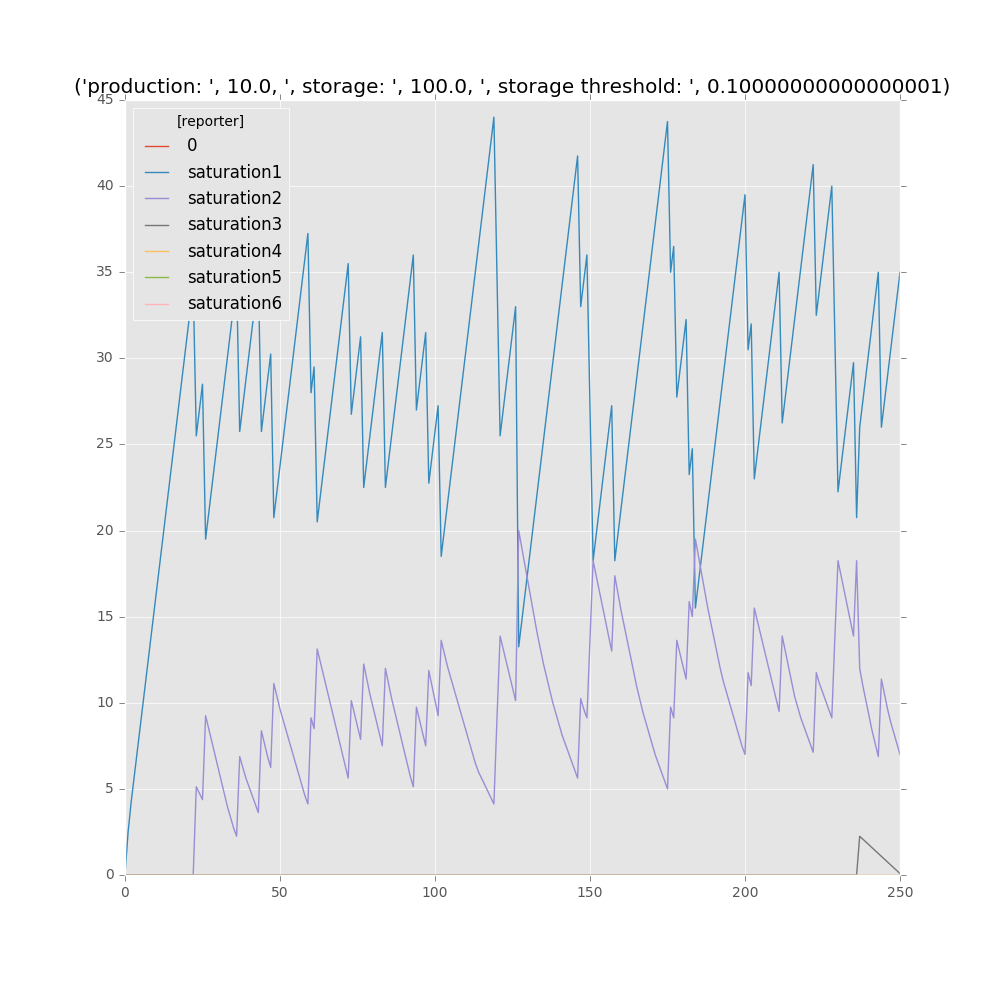 ('production: ', 10.0, ', storage: ', 100.0, ', storage threshold: ', 0.10000000000000001)
45
40
35
30
25
20
15
10
5
0
[reporter]
0
saturation1
saturation2
saturation3
saturation4
saturation5
saturation6
0 50 100 150 200 250